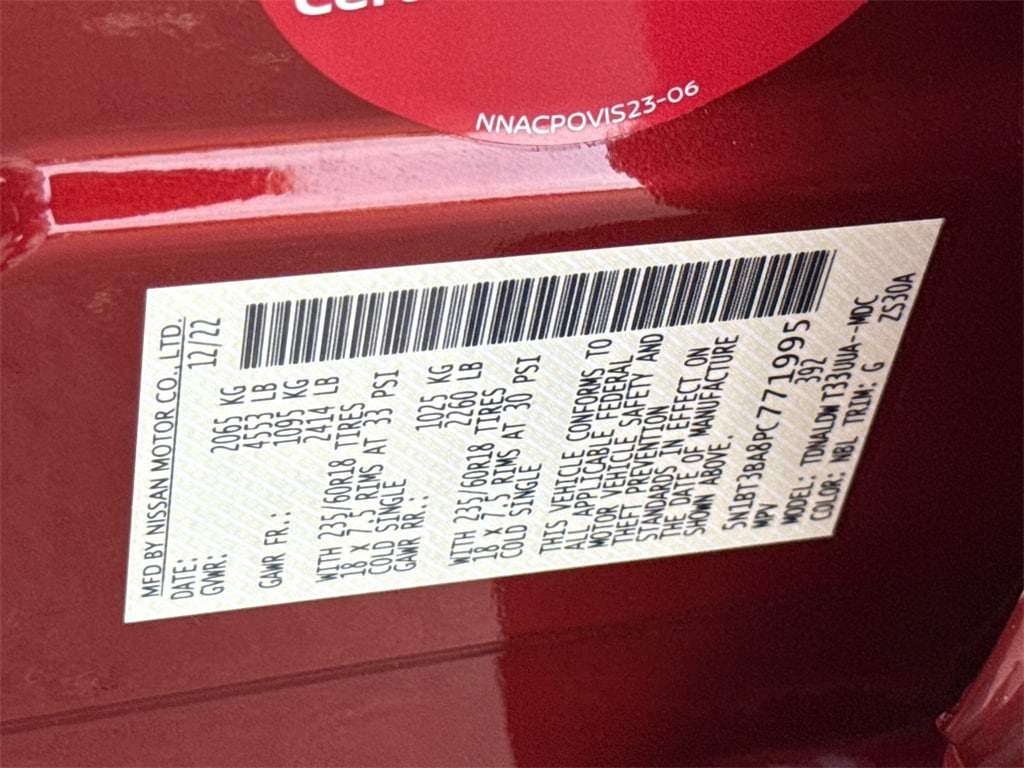 NNACPOVIS23-06
MFD BY NISSAN MOTOR CO., LTD.
DATE: 12/22
GVWR: 2065 KG
4553 LB
GAWR FR.: 1095 KG
2414 LB
WITH 235/60R18 TIRES
18 X 7.5 RIMS AT 33 PSI
COLD SINGLE
GAWR RR.: 1025 KG
2260 LB
WITH 235/60R18 TIRES
18 X 7.5 RIMS AT 30 PSI
COLD SINGLE
THIS VEHICLE CONFORMS TO
ALL APPLICABLE FEDERAL
MOTOR VEHICLE SAFETY AND
THEFT PREVENTION
STANDARDS IN EFFECT ON
THE DATE OF MANUFACTURE
SHOWN ABOVE.
5N1BT3BA8PC771995
MPV 392
MODEL: TDNALDWT33UUA--MDC
COLOR: NBL TRIM: G ZS30A